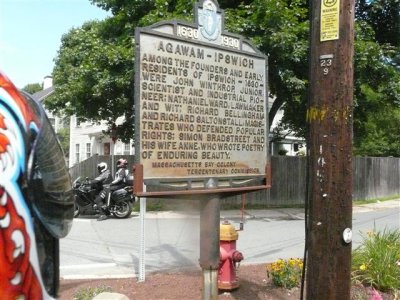 1630 1930
AGAWAM-IPSWICH
AMONG THE FOUNDERS AND EARLY
RESIDENTS OF IPSWICH *1630-
WERE JOHN WINTHROP, JUNIOR,
SCIENTIST AND INDUSTRIAL PIO-
NEER: NATHANIEL WARD, LAWMAKER
AND WIT: RICHARD BELLINGHAM
AND RICHARD SALTONSTALL, MAGIS-
TRATES WHO DEFENDED POPULAR
RIGHTS: SIMON BRADSTREET AND
HIS WIFE ANNE, WHO WROTE POETRY
OF ENDURING BEAUTY.
MASSACHUSETTS BAY COLONY
TERCENTENARY COMMISSION
23
9